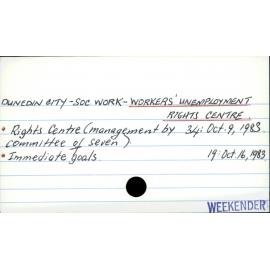 DUNEDIN CITY - SOC WORK - WORKERS' UNEMPLOYMENT
RIGHTS CENTRE.
• Rights Centre (management by 34: Oct. 9, 1983
committee of seven)
• Immediate goals. 19: Oct. 16, 1983
WEEKENDER